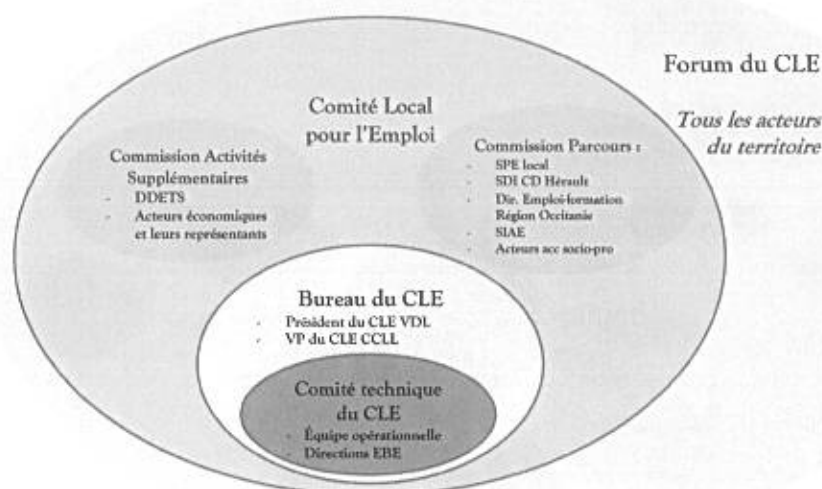 Forum du CLE
Tous les acteurs
du territoire
Comité Local
pour l'Emploi
Commission Activités
Supplémentaires
- DDETS
- Acteurs économiques
et leurs représentants
Commission Parcours :
- SPE local
- SDI CD Hérault
- Dir. Emploi-formation
Région Occitanie
- SIAE
- Acteurs acc socio-pro
Bureau du CLE
- Président du CLE VDL
- VP du CLE CCLL
Comité technique
du CLE
- Équipe opérationnelle
- Directions EBE